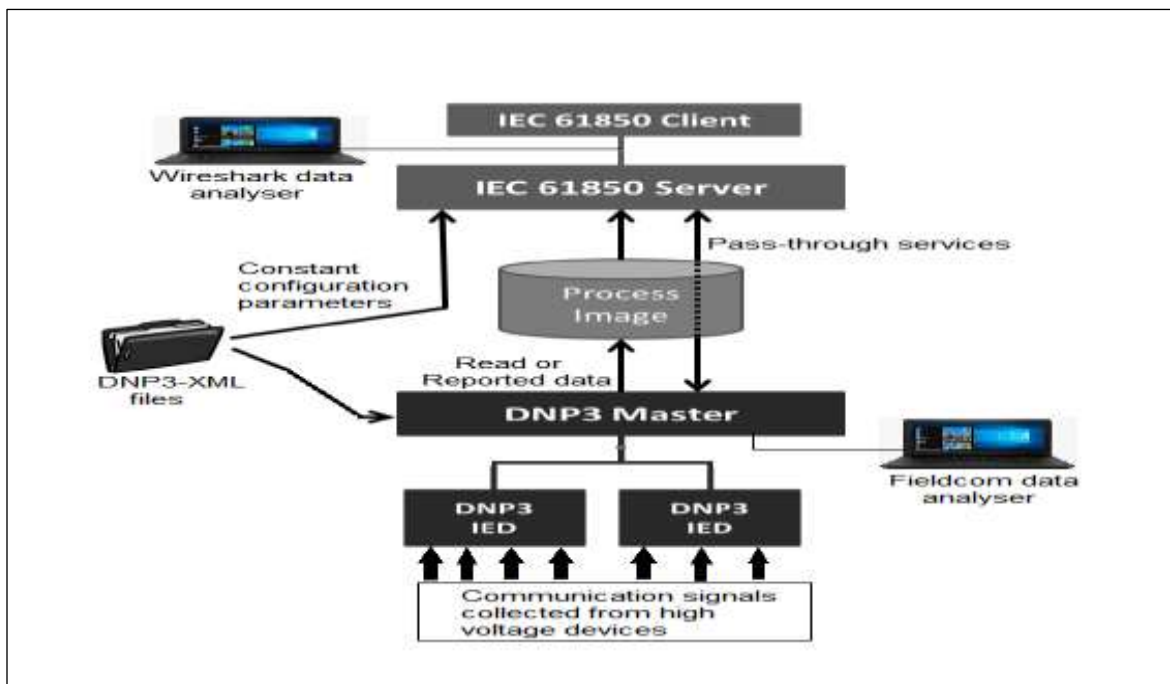 IEC 61850 Client
Wireshark data
analyser
IEC 61850 Server
Pass-through services
Constant
configuration
parameters
Process
Image
DNP3-XML
files
Read or
Reported data
DNP3 Master
Fieldcom data
analyser
DNP3
IED
DNP3
IED
Communication signals
collected from high
voltage devices